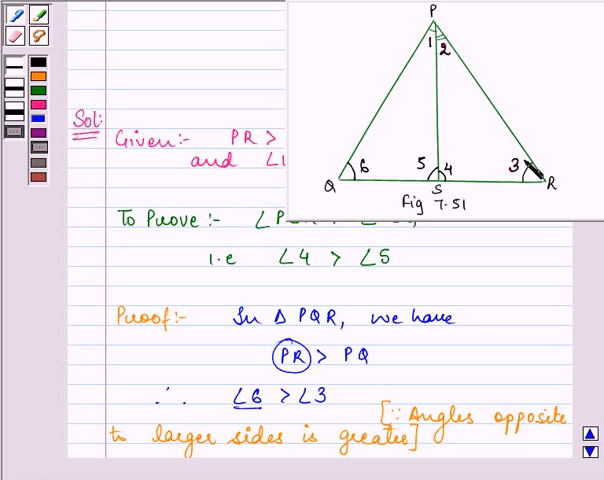 P
1 2
6 5 4 3
Q S R
Fig 7.51
Sol:
Given:- PR >
and ∠1
To Prove:-
i.e ∠4 > ∠5
Proof:- In Δ PQR, we have
PR > PQ
∴ ∠6 > ∠3
[∵ Angles opposite
to larger sides is greater]